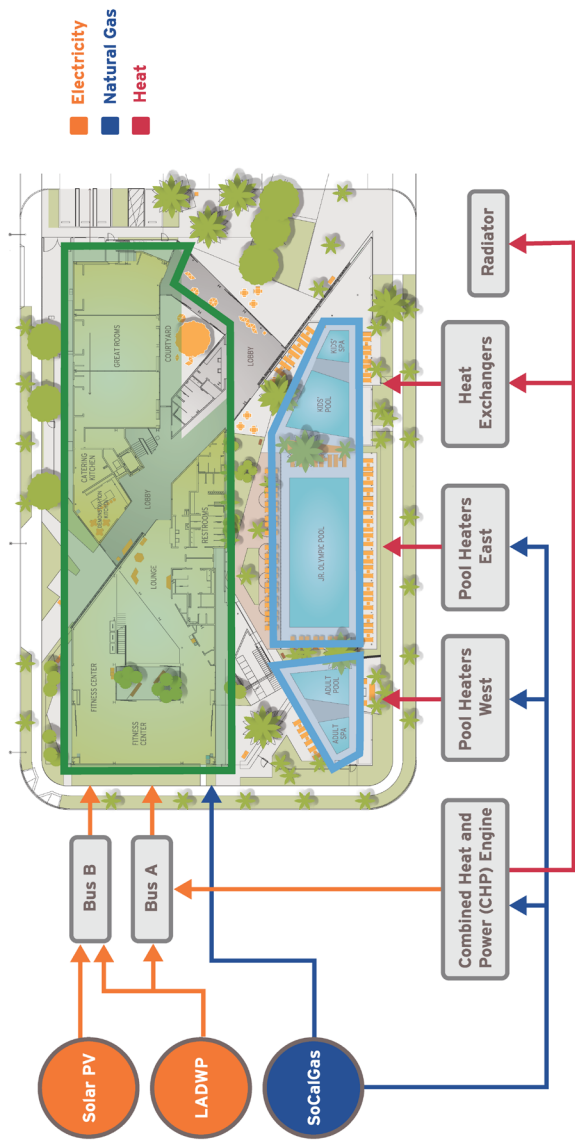 Electricity
Natural Gas
Heat
GREAT ROOMS
COURTYARD
CATERING
KITCHEN
DEMONSTRATION
KITCHEN
LOBBY
LOBBY
LOUNGE
RESTROOMS
FITNESS CENTER
FITNESS
CENTER
KIDS'
SPA
KIDS'
POOL
JR. OLYMPIC POOL
ADULT
POOL
ADULT
SPA
Solar PV
LADWP
SoCalGas
Bus B
Bus A
Combined Heat and
Power (CHP) Engine
Pool Heaters
West
Pool Heaters
East
Heat
Exchangers
Radiator